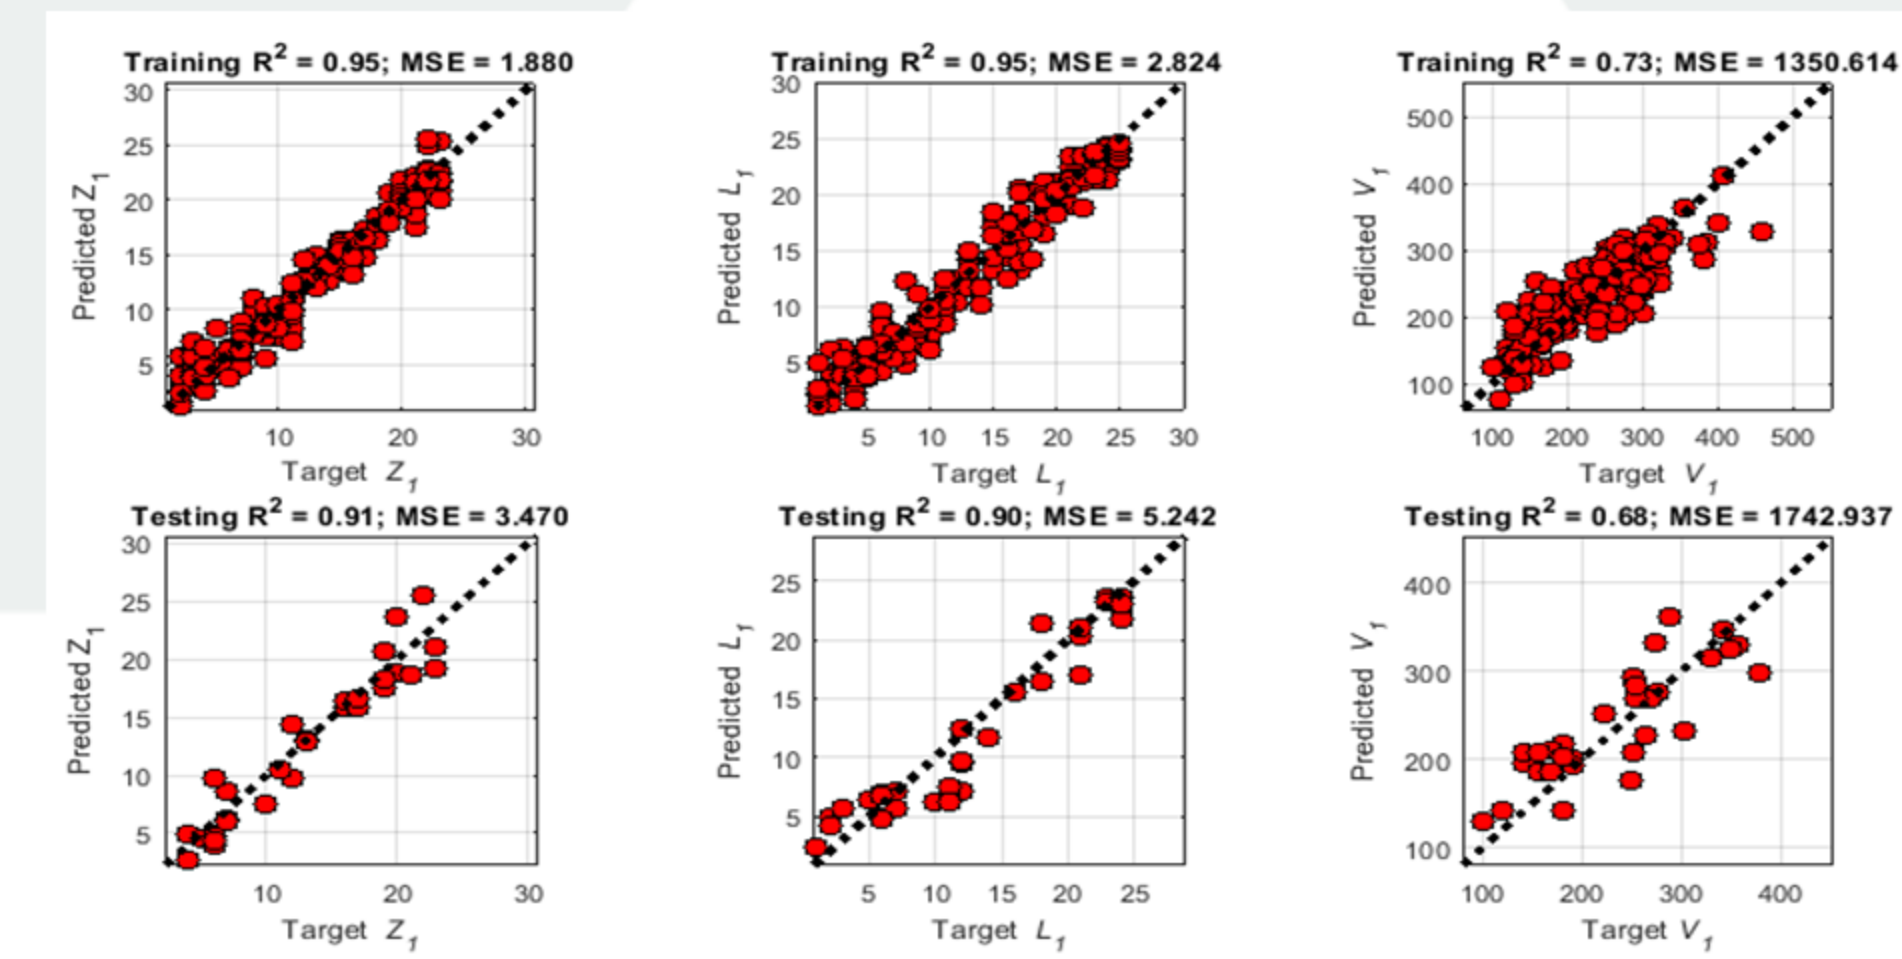 Training R² = 0.95; MSE = 1.880
30
25
20
15
10
5
Predicted Z₁
10 20 30
Target Z₁
Training R² = 0.95; MSE = 2.824
30
25
20
15
10
5
Predicted L₁
5 10 15 20 25 30
Target L₁
Training R² = 0.73; MSE = 1350.614
500
400
300
200
100
Predicted V₁
100 200 300 400 500
Target V₁
Testing R² = 0.91; MSE = 3.470
30
25
20
15
10
5
Predicted Z₁
10 20 30
Target Z₁
Testing R² = 0.90; MSE = 5.242
25
20
15
10
5
Predicted L₁
5 10 15 20 25
Target L₁
Testing R² = 0.68; MSE = 1742.937
400
300
200
100
Predicted V₁
100 200 300 400
Target V₁